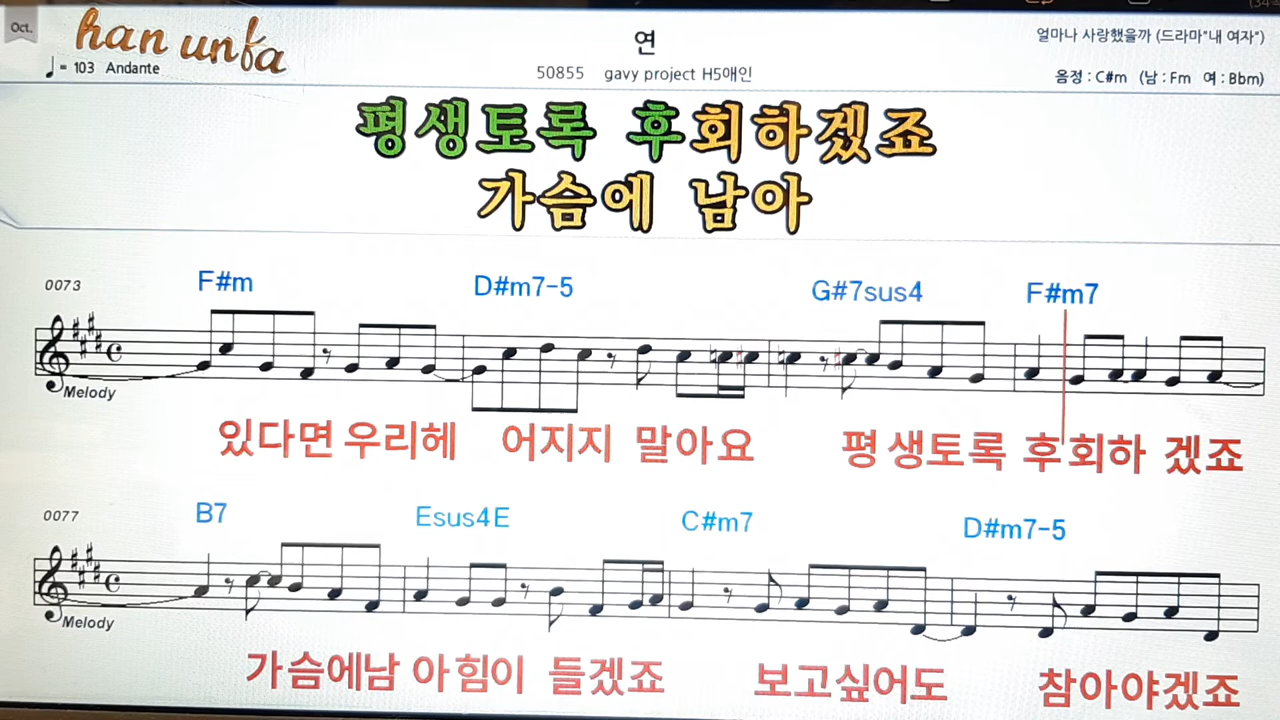 Oct.
han unfa
= 103 Andante
연
50855 gavy project H5애인
얼마나 사랑했을까 (드라마"내 여자")
음정 : C#m (남 : Fm 여 : Bbm)
평생토록 후회하겠죠
가슴에 남아
0073
F#m D#m7-5 G#7sus4 F#m7
Melody
있다면 우리헤 어지지 말아요 평 생토록 후회하 겠죠
0077
B7 Esus4 E C#m7 D#m7-5
Melody
가슴에남 아 힘이 들겠죠 보고싶어도 참아야겠죠